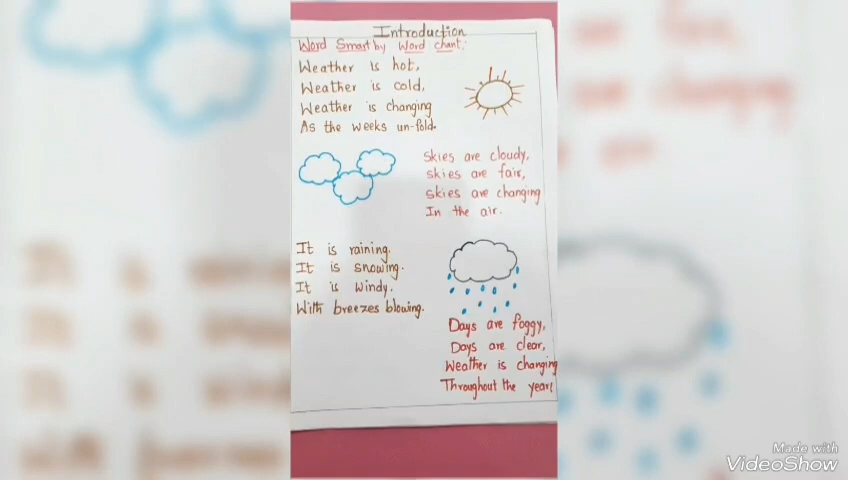 Introduction
Word Smart by Word chant.
Weather is hot,
Weather is cold,
Weather is changing
As the weeks un-fold.
Skies are cloudy,
skies are fair,
skies are changing
In the air.
It is raining.
It is snowing.
It is windy.
With breezes blowing.
Days are foggy,
Days are clear,
Weather is changing
Throughout the year!
Made with
VideoShow